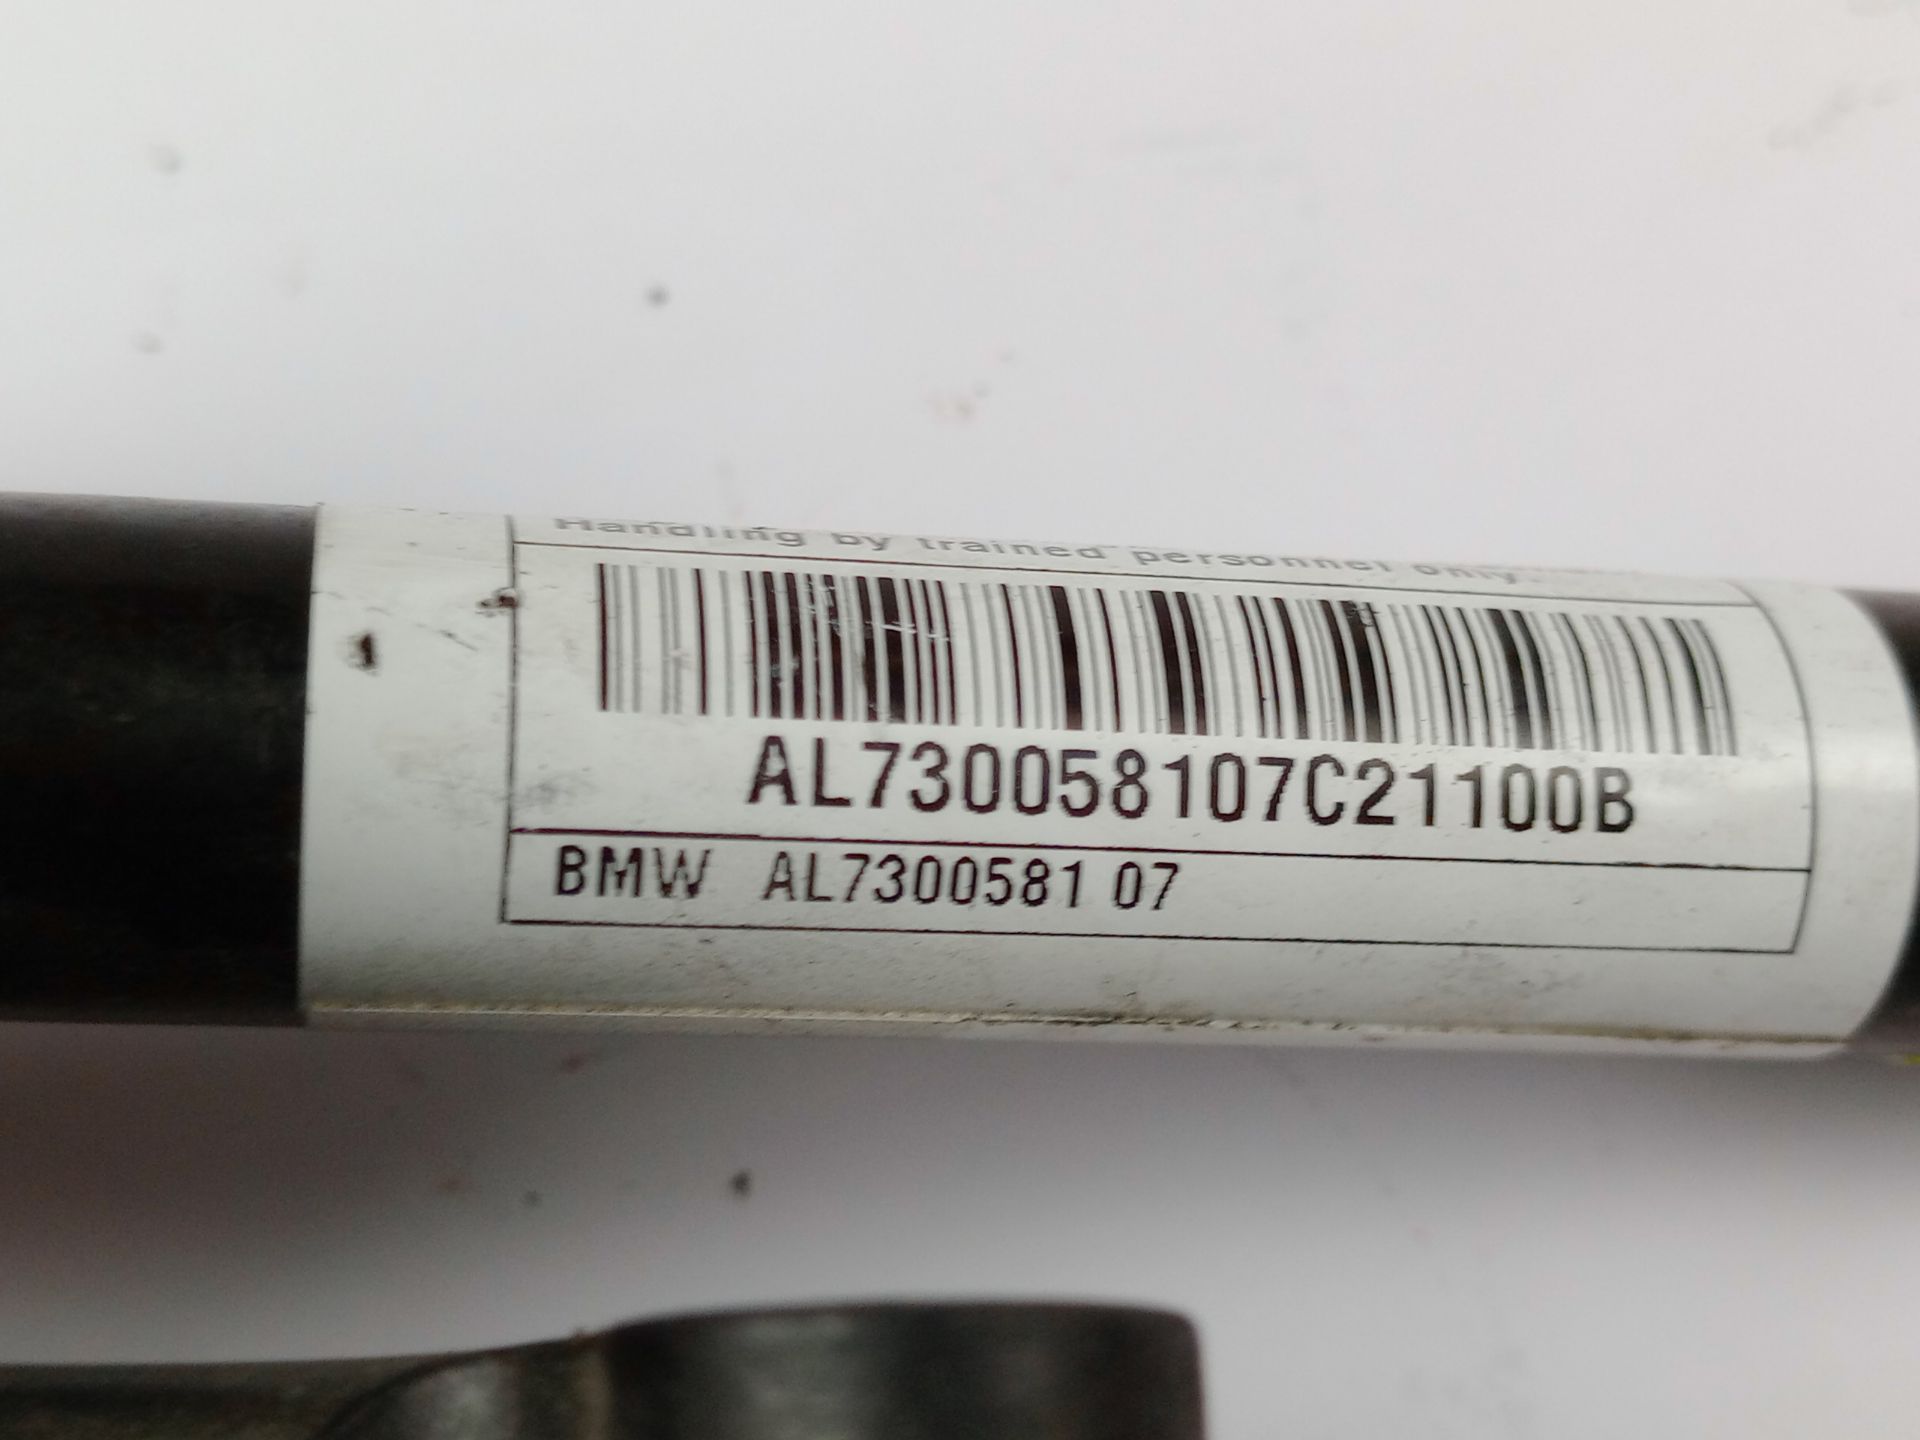 Handling by trained personnel only.
AL730058107C21100B
BMW AL7300581 07